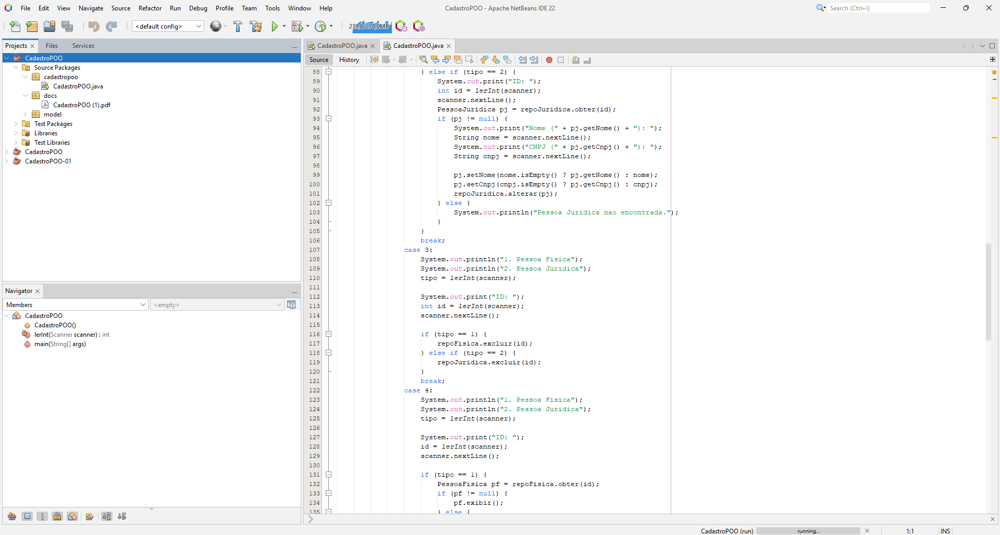 File Edit View Navigate Source Refactor Run Debug Profile Team Tools Window Help
CadastroPOO - Apache NetBeans IDE 22
Search (Ctrl+I)
<default config>
219,8/278,0MB
Projects Files Services
CadastroPOO
Source Packages
cadastropoo
CadastroPOO.java
docs
CadastroPOO (1).pdf
model
Test Packages
Libraries
Test Libraries
CadastroPOO
CadastroPOO-01
Navigator
Members
<empty>
CadastroPOO
CadastroPOO()
lerInt(Scanner scanner) : int
main(String[] args)
CadastroPOO.java CadastroPOO.java
Source History
88 } else if (tipo == 2) {
89 System.out.print("ID: ");
90 int id = lerInt(scanner);
91 scanner.nextLine();
92 PessoaJuridica pj = repoJuridica.obter(id);
93 if (pj != null) {
94 System.out.print("Nome (" + pj.getNome() + "): ");
95 String nome = scanner.nextLine();
96 System.out.print("CNPJ (" + pj.getCnpj() + "): ");
97 String cnpj = scanner.nextLine();
98
99 pj.setNome(nome.isEmpty() ? pj.getNome() : nome);
100 pj.setCnpj(cnpj.isEmpty() ? pj.getCnpj() : cnpj);
101 repoJuridica.alterar(pj);
102 } else {
103 System.out.println("Pessoa Juridica nao encontrada.");
104 }
105 }
106 break;
107 case 3:
108 System.out.println("1. Pessoa Fisica");
109 System.out.println("2. Pessoa Juridica");
110 tipo = lerInt(scanner);
111
112 System.out.print("ID: ");
113 int id = lerInt(scanner);
114 scanner.nextLine();
115
116 if (tipo == 1) {
117 repoFisica.excluir(id);
118 } else if (tipo == 2) {
119 repoJuridica.excluir(id);
120 }
121 break;
122 case 4:
123 System.out.println("1. Pessoa Fisica");
124 System.out.println("2. Pessoa Juridica");
125 tipo = lerInt(scanner);
126
127 System.out.print("ID: ");
128 id = lerInt(scanner);
129 scanner.nextLine();
130
131 if (tipo == 1) {
132 PessoaFisica pf = repoFisica.obter(id);
133 if (pf != null) {
134 pf.exibir();
135 } else {
CadastroPOO (run) running... 1:1 INS